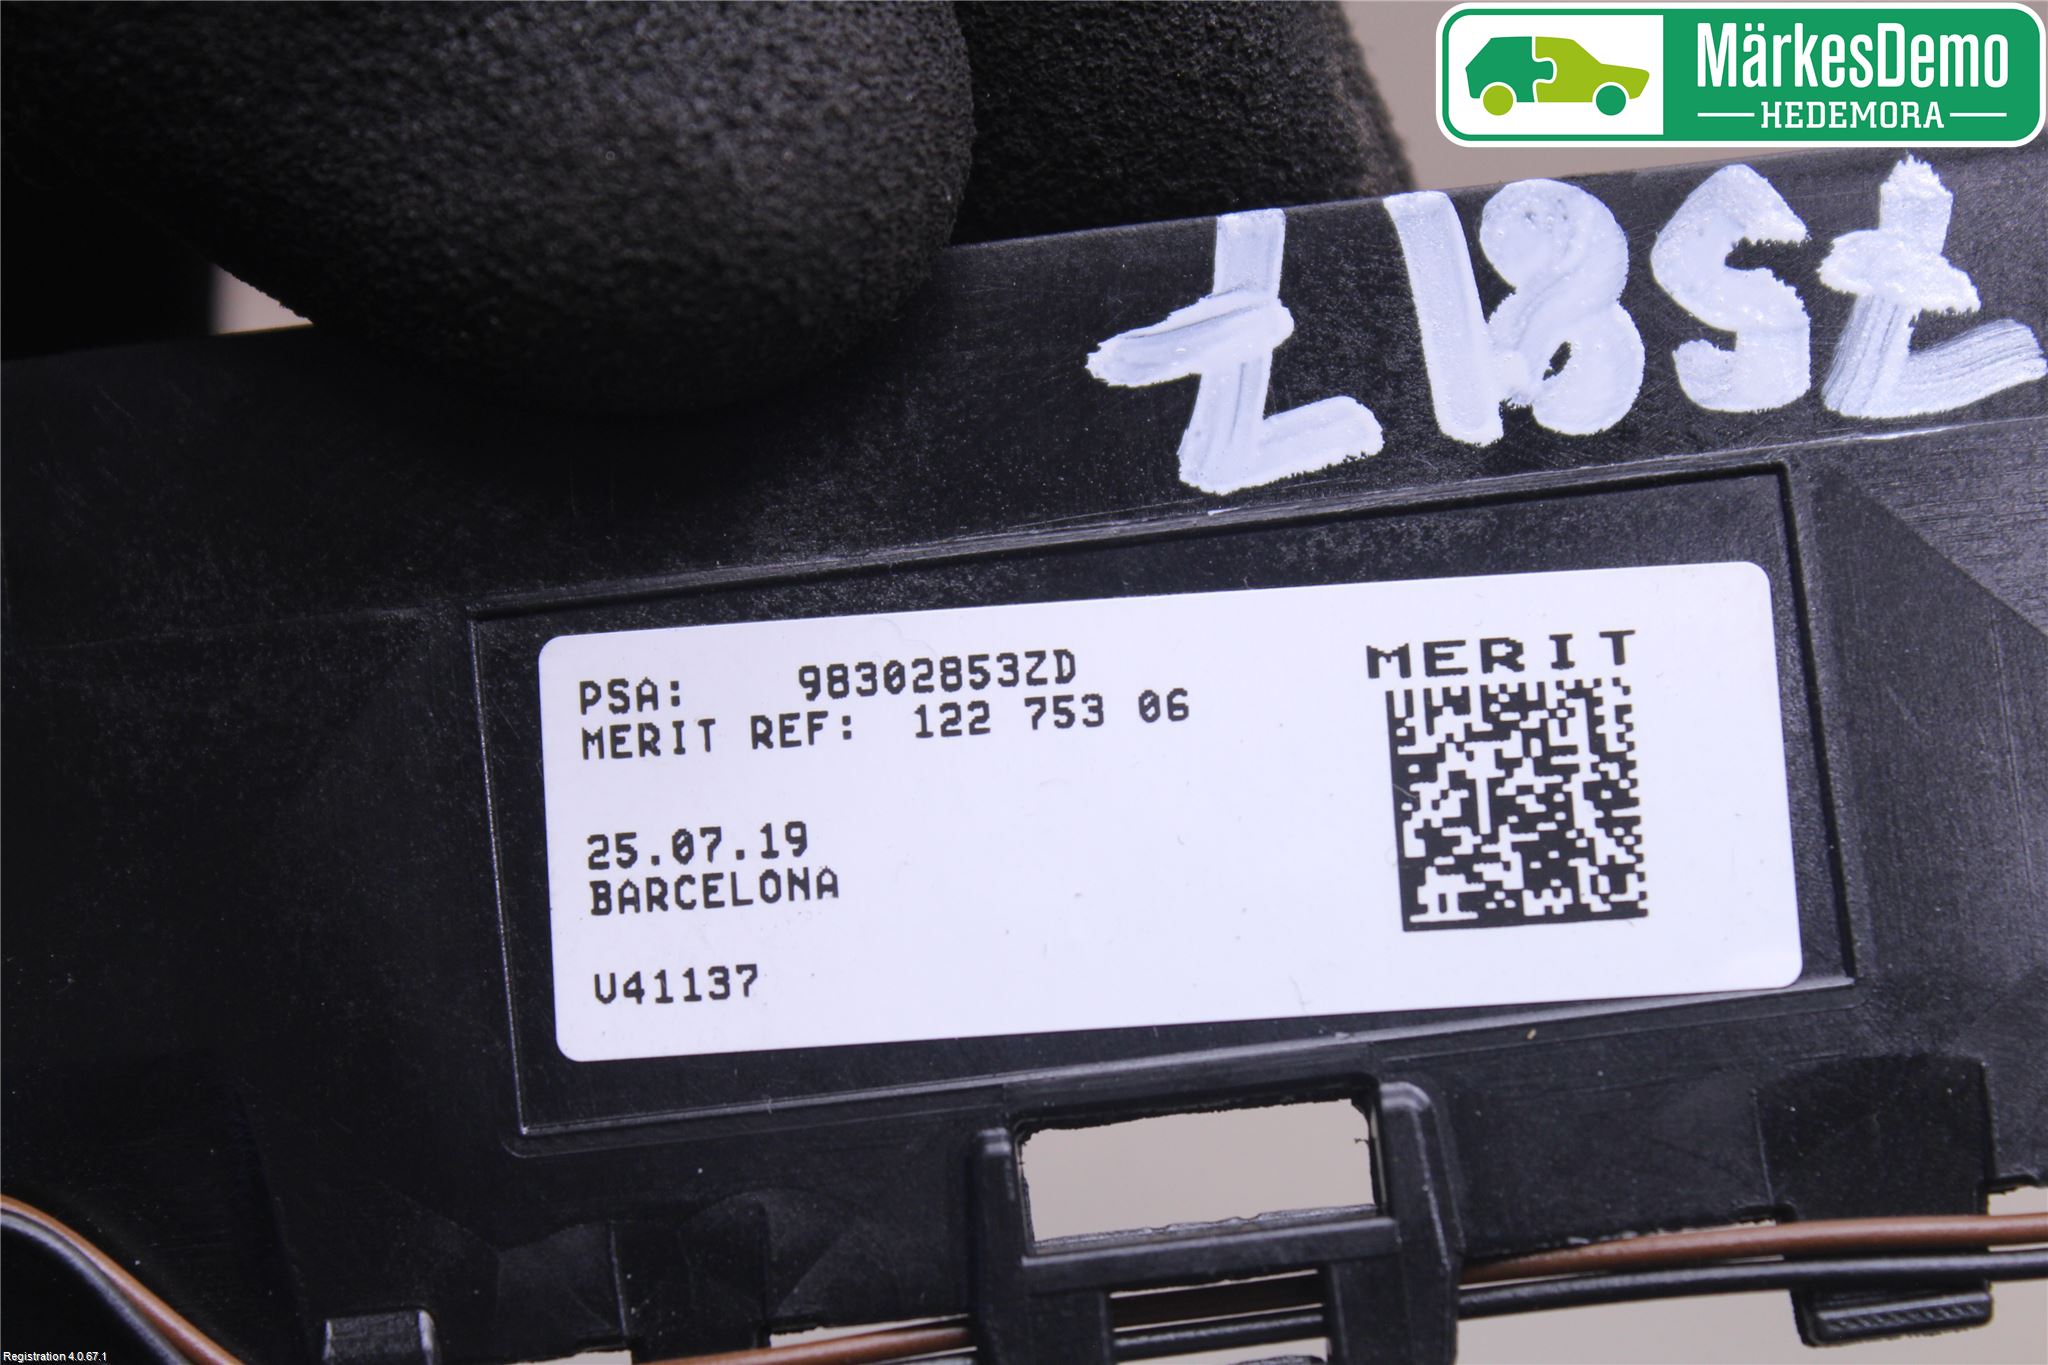 MärkesDemo
HEDEMORA
75817
PSA: 98302853ZD
MERIT REF: 122 753 06
25.07.19
BARCELONA
V41137
MERIT
Registration 4.0.67.1